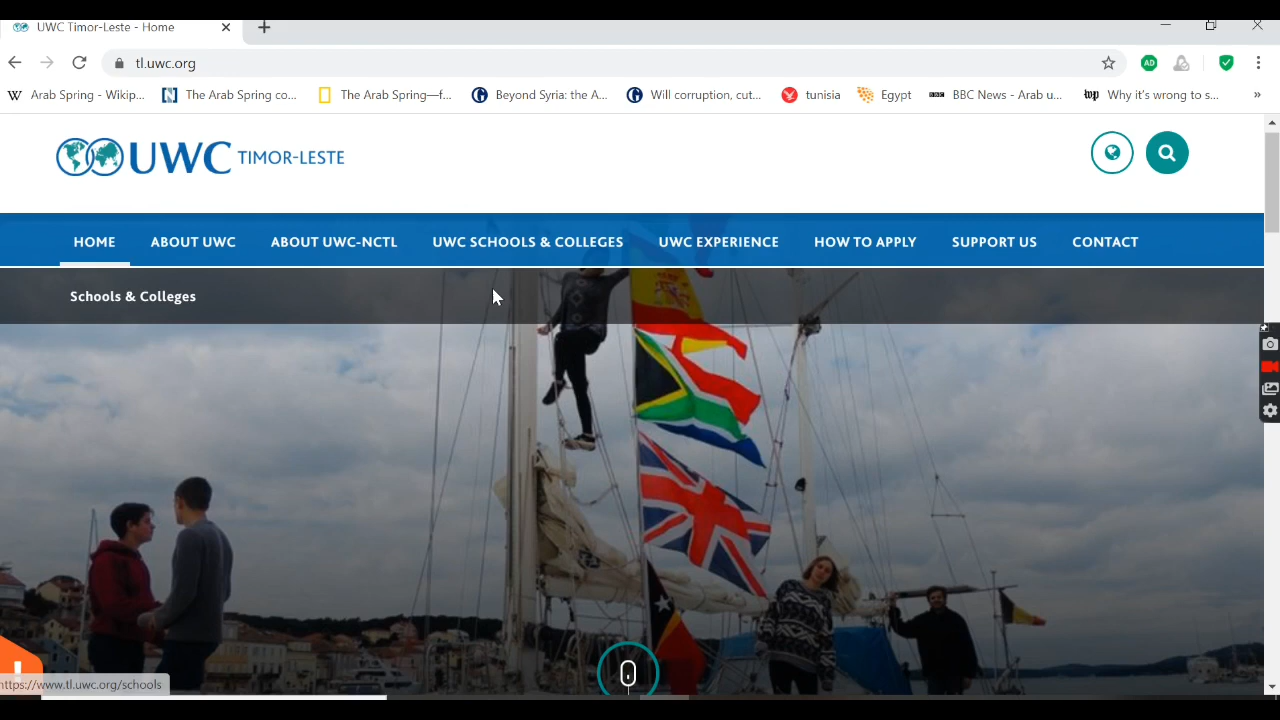 UWC Timor-Leste - Home
tl.uwc.org
AD
W Arab Spring - Wikip... N The Arab Spring co... The Arab Spring—f... Beyond Syria: the A... Will corruption, cut... tunisia Egypt BBC BBC News - Arab u... wp Why it's wrong to s... »
UWC TIMOR-LESTE
HOME ABOUT UWC ABOUT UWC-NCTL UWC SCHOOLS & COLLEGES UWC EXPERIENCE HOW TO APPLY SUPPORT US CONTACT
Schools & Colleges
!
https://www.tl.uwc.org/schools